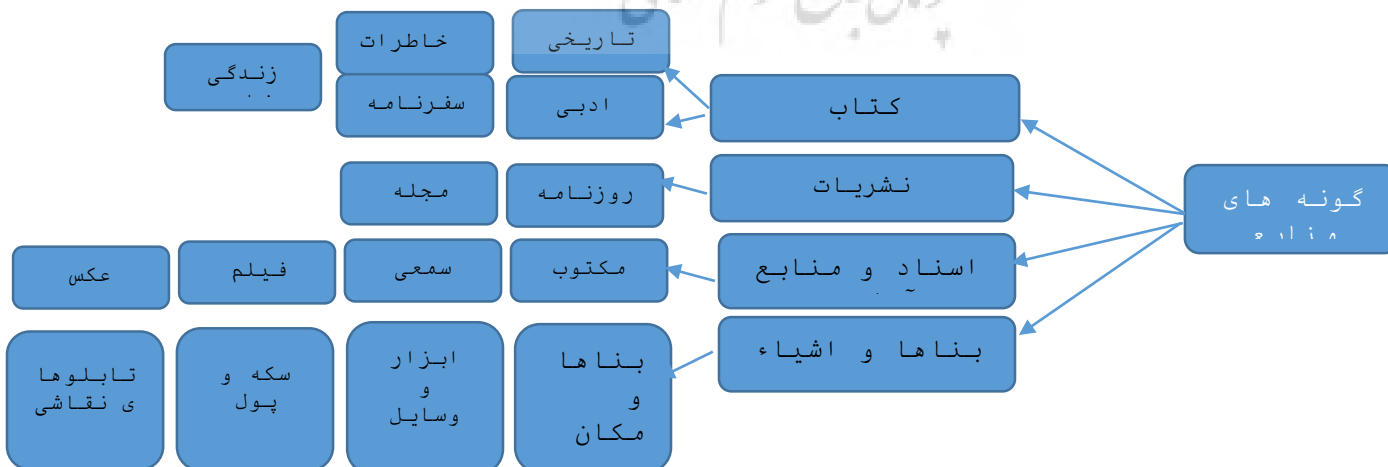 گونه های
منابع
کتاب
تاریخی
خاطرات
زندگی
ادبی
سفرنامه
نشریات
روزنامه
مجله
اسناد و منابع
مکتوب
سمعی
فیلم
عکس
بناها و اشیاء
بناها
و
مکان
ابزار
و
وسایل
سکه و
پول
تابلوها
ی نقاشی